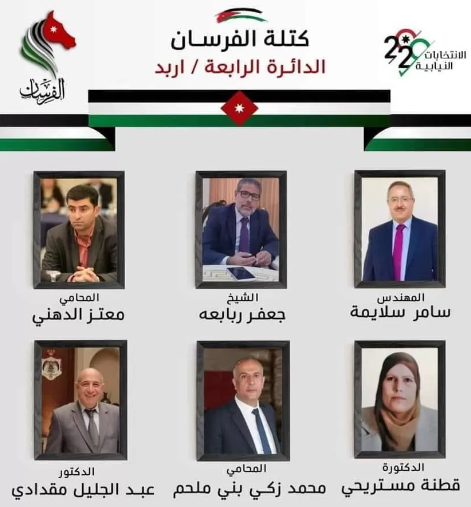 الفرسان
كتلة الفرسان
الدائرة الرابعة / اربد
2020
الانتخابات
النيابية
المهندس
سامر سلايمة
الشيخ
جعفر ربابعه
المحامي
معتز الدهني
الدكتورة
قطنة مستريحي
المحامي
محمد زكي بني ملحم
الدكتور
عبد الجليل مقدادي